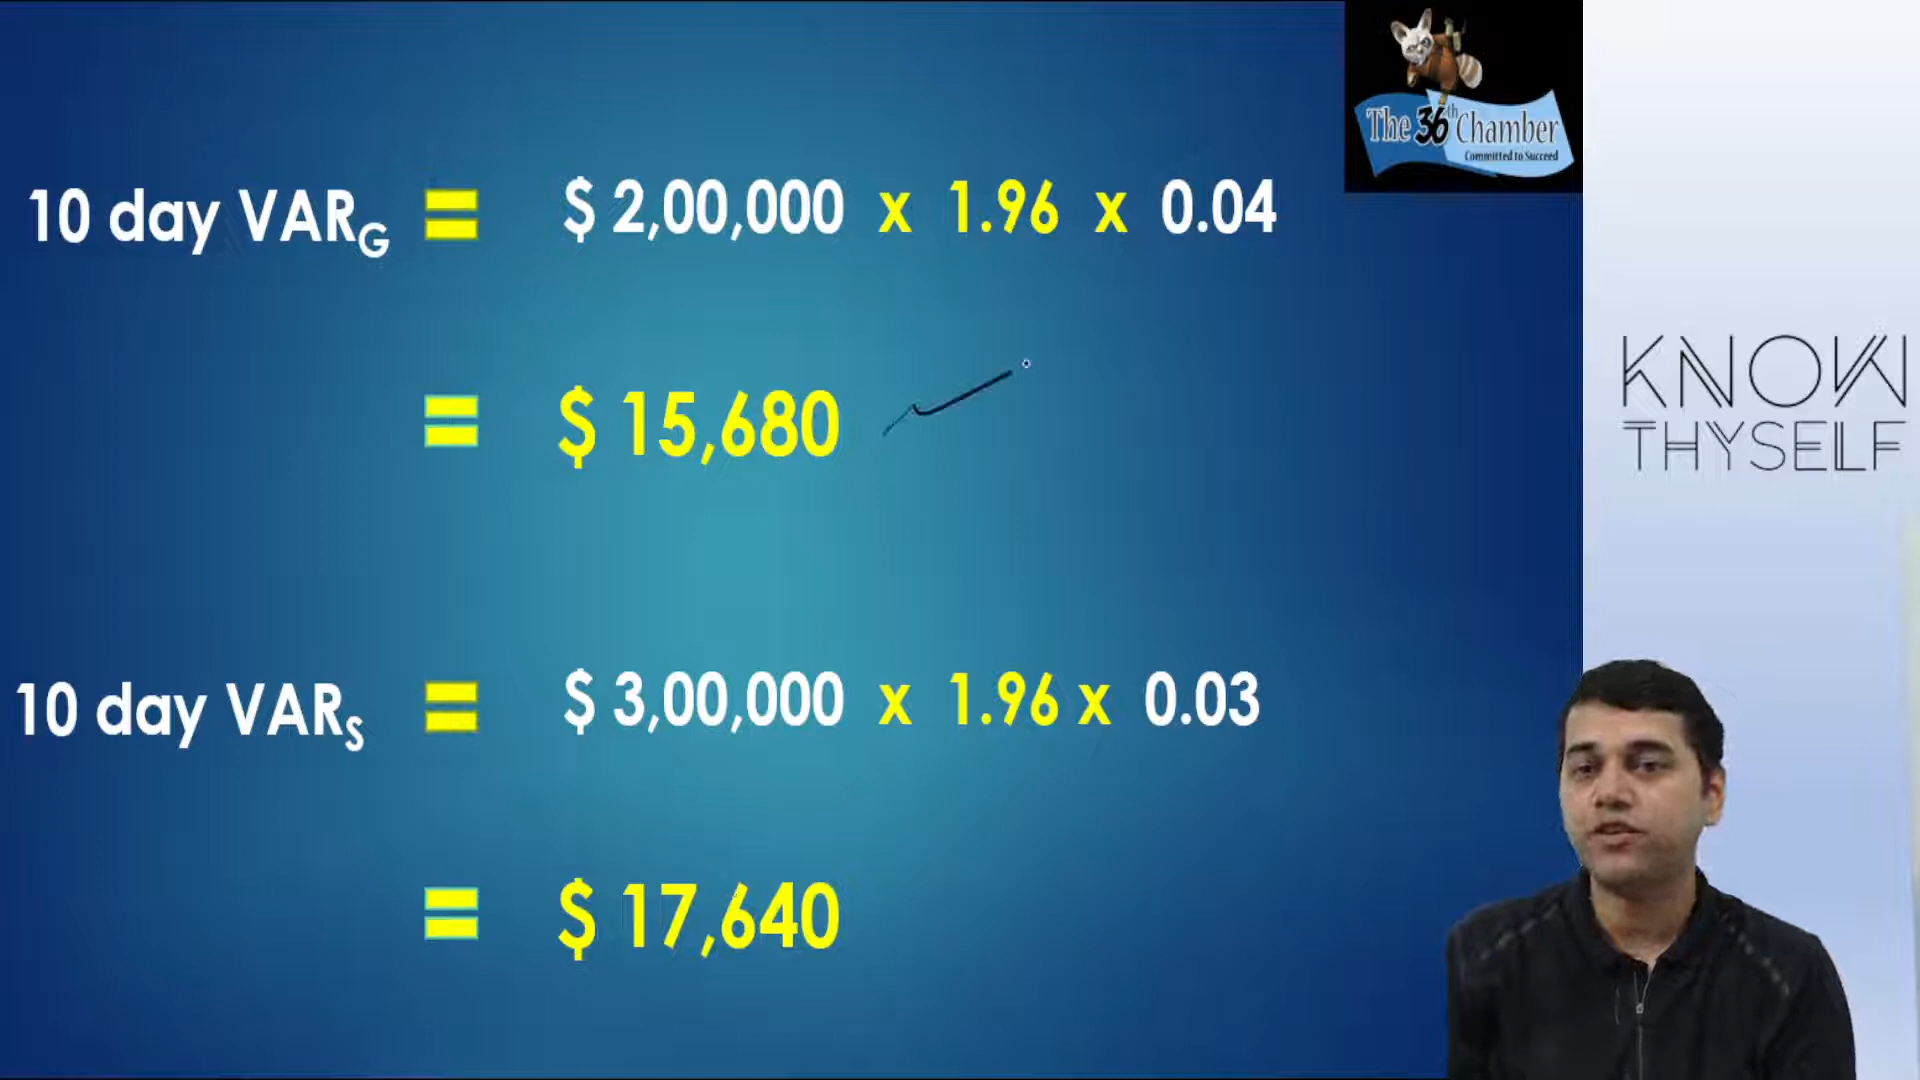 10 day VARG = $ 2,00,000 x 1.96 x 0.04
= $ 15,680
10 day VARS = $ 3,00,000 x 1.96 x 0.03
= $ 17,640
The 36th Chamber
Committed to Succeed
KNOW
THYSELF